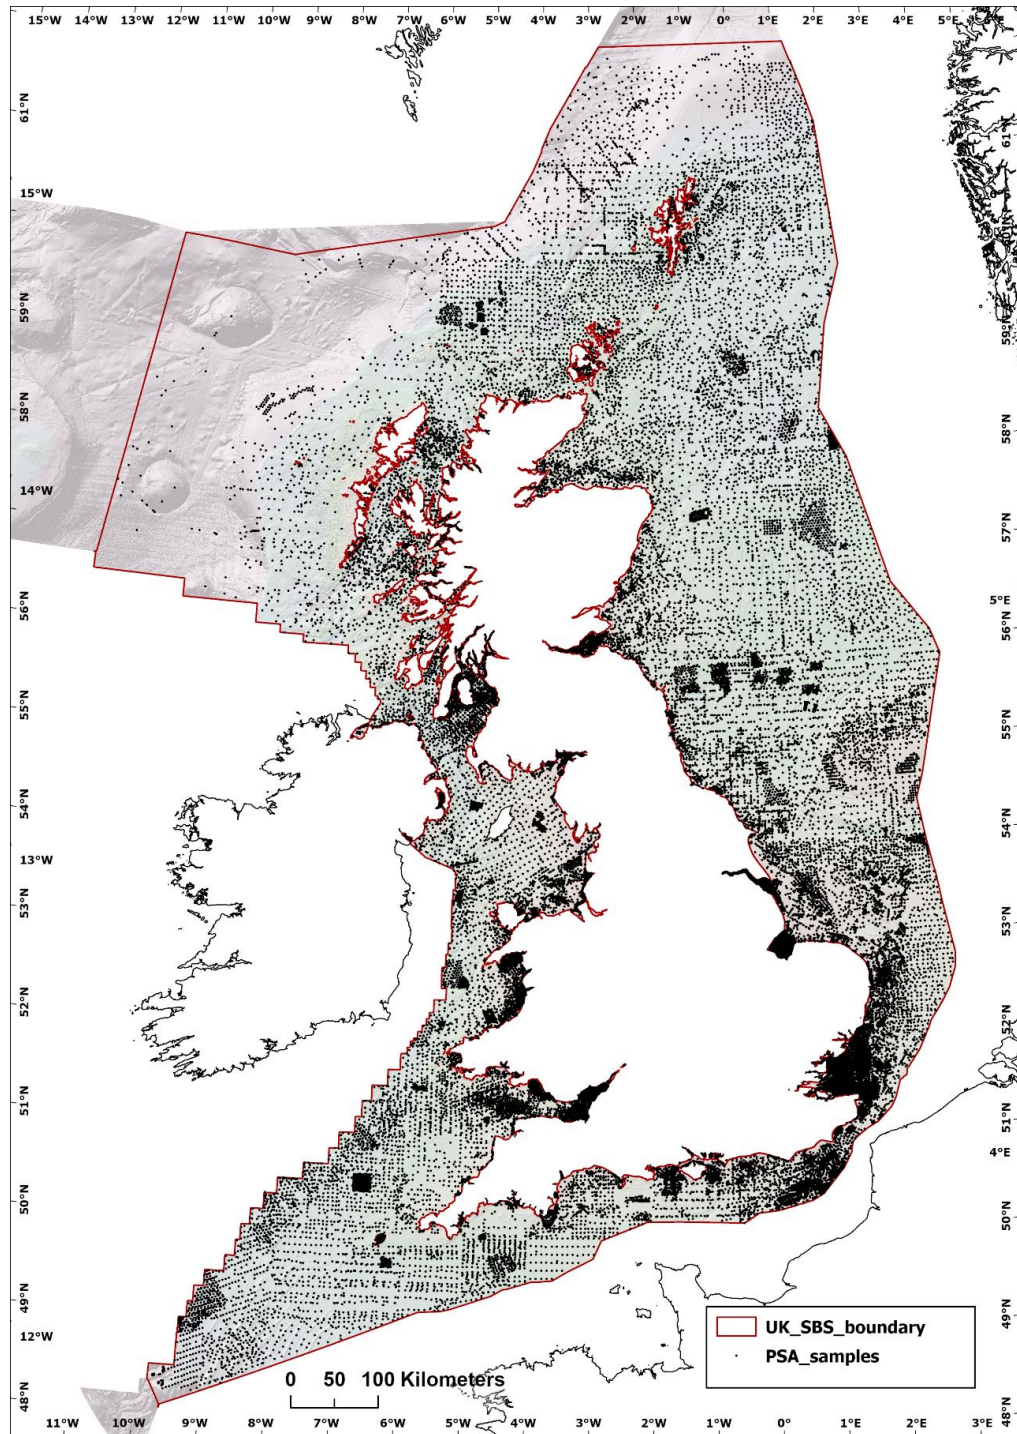 15°W 14°W 13°W 12°W 11°W 10°W 9°W 8°W 7°W 6°W 5°W 4°W 3°W 2°W 1°W 0° 1°E 2°E 3°E 4°E 5°E
61°N
61°N
15°W
59°N
59°N
58°N
58°N
14°W
57°N
56°N
5°E
56°N
55°N
55°N
54°N
54°N
13°W
53°N
53°N
52°N
52°N
51°N
51°N
4°E
50°N
50°N
49°N
49°N
12°W
UK_SBS_boundary
PSA_samples
0 50 100 Kilometers
48°N
48°N
11°W 10°W 9°W 8°W 7°W 6°W 5°W 4°W 3°W 2°W 1°W 0° 1°E 2°E 3°E